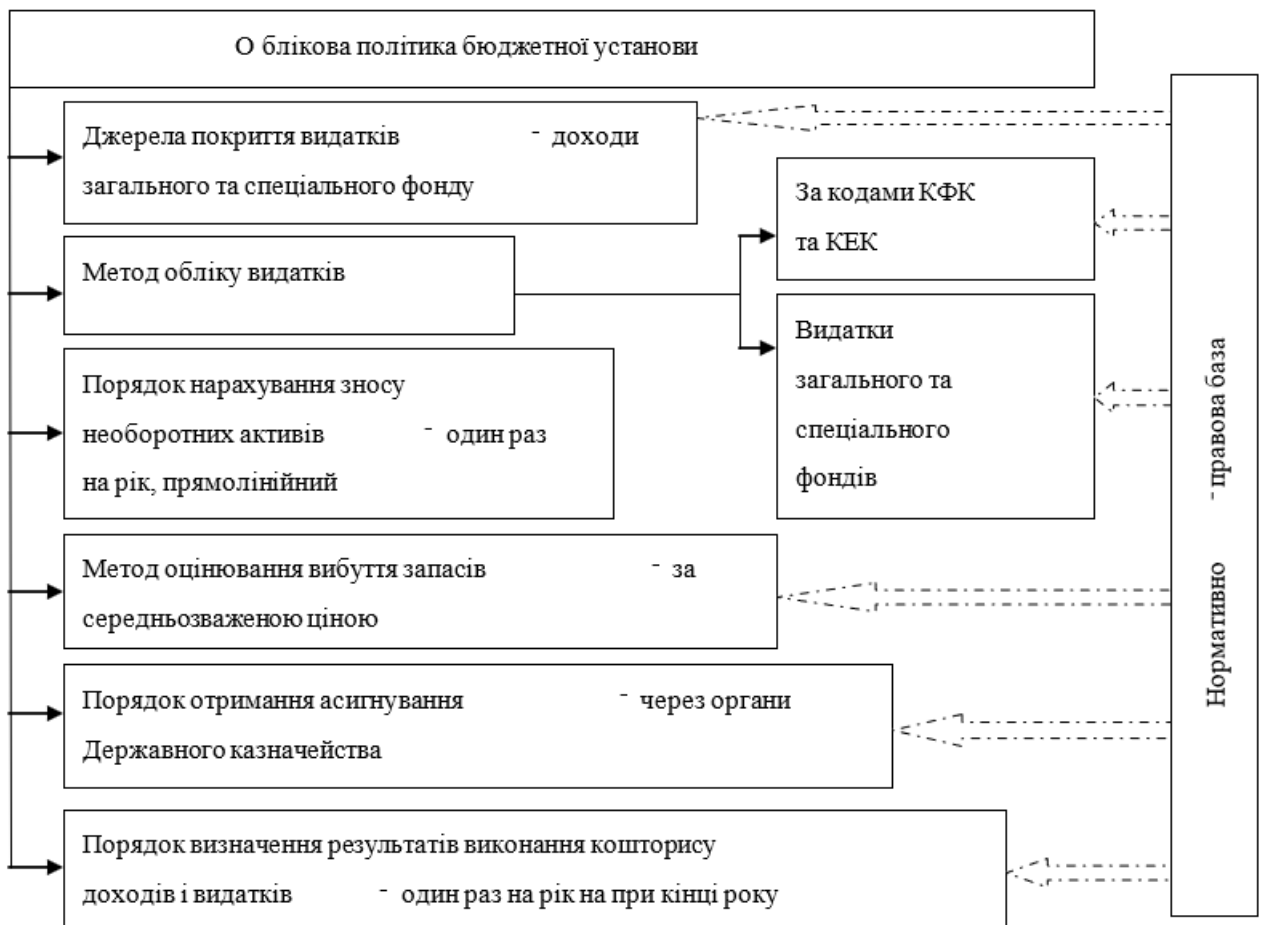 О блікова політика бюджетної установи
Джерела покриття видатків - доходи
загального та спеціального фонду
За кодами КФК
та КЕК
Метод обліку видатків
Видатки
загального та
спеціального
фондів
Порядок нарахування зносу
необоротних активів - один раз
на рік, прямолінійний
Метод оцінювання вибуття запасів - за
середньозваженою ціною
Порядок отримання асигнування - через органи
Державного казначейства
Порядок визначення результатів виконання кошторису
доходів і видатків - один раз на рік на при кінці року
Нормативно -правова база